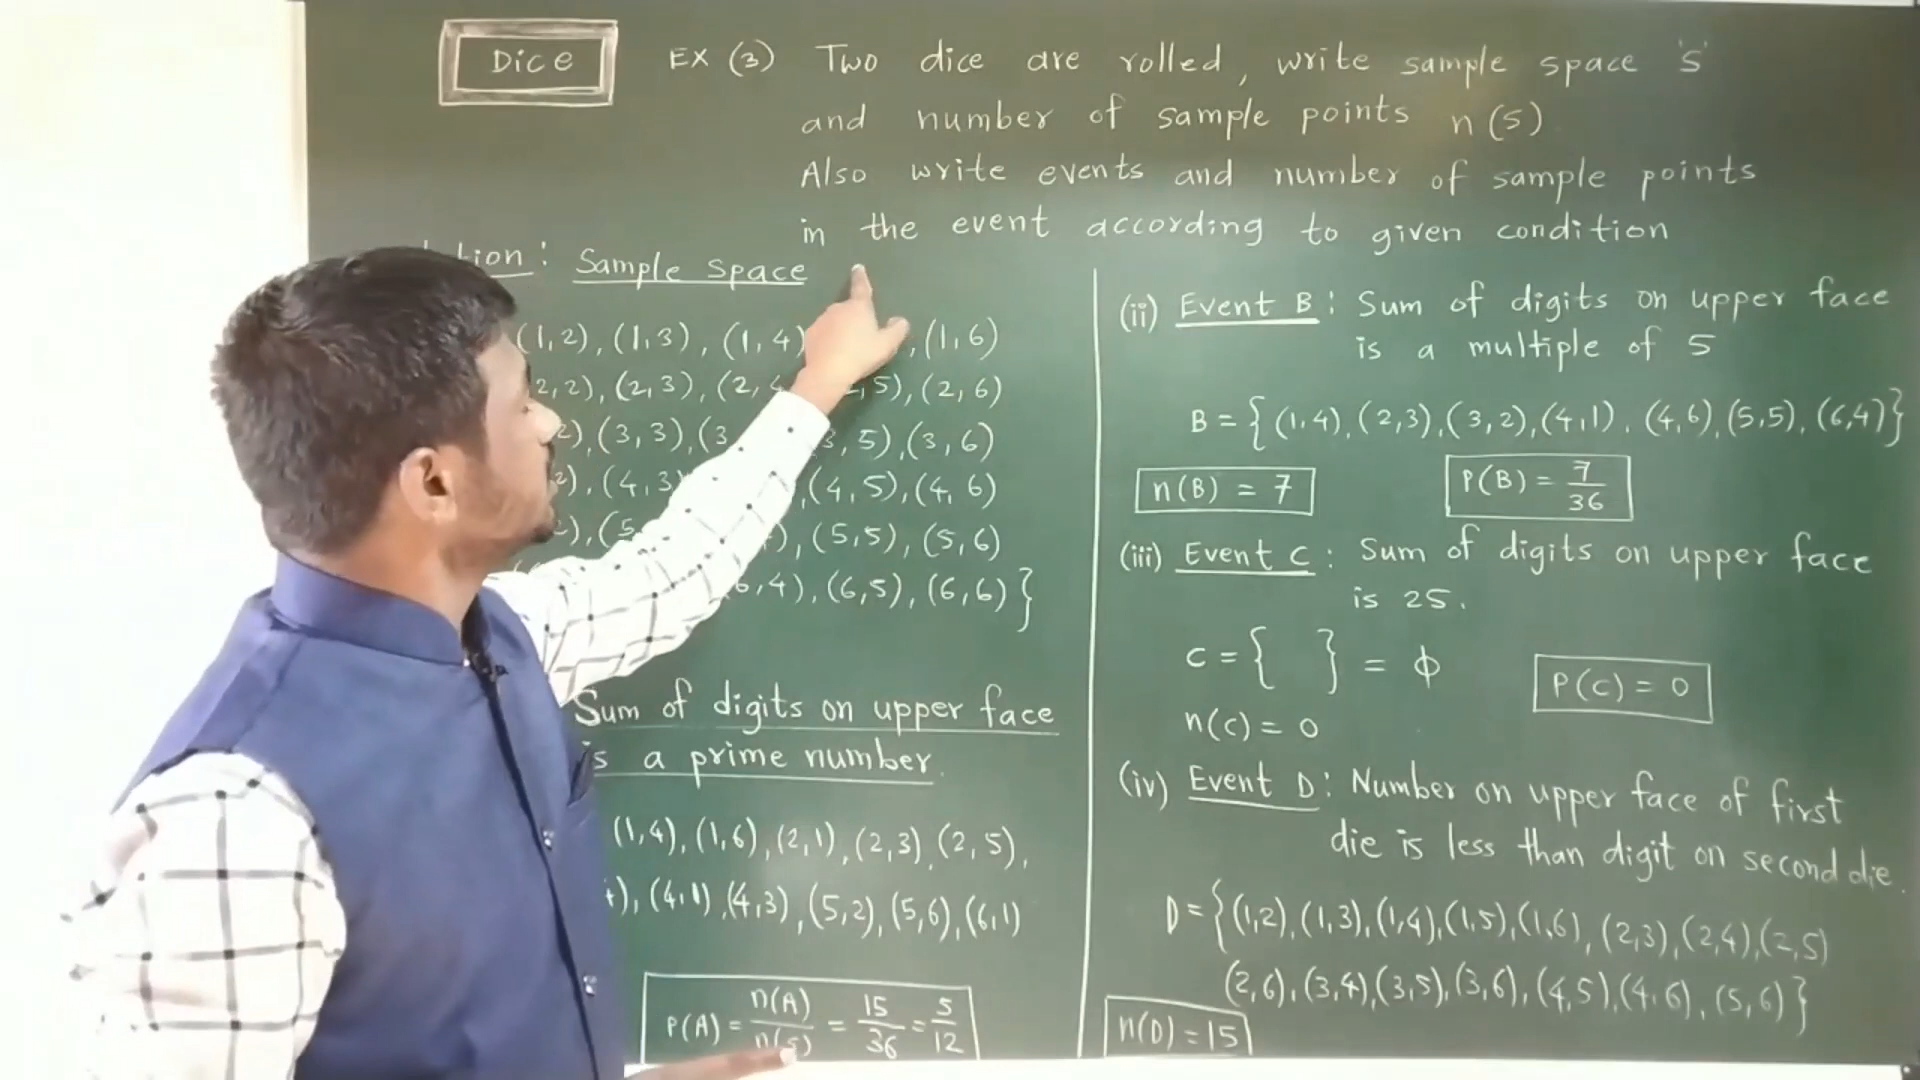 Dice
EX (3) Two dice are rolled, write sample space 's'
and number of sample points n(S)
Also write events and number of sample points
in the event according to given condition
: Sample space
(1,2), (1,3), (1,4) , (1,6)
(2,3), (2, ,5), (2,6)
, (3,3), (3 ,5), (3,6)
, (4,3) , (4,5), (4,6)
, (5 , (5,5), (5,6)
,4), (6,5), (6,6)}
Sum of digits on upper face
a prime number.
(1,4), (1,6), (2,1), (2,3), (2,5),
, (4,1), (4,3), (5,2), (5,6), (6,1)
P(A) = n(A)/n(S) = 15/36 = 5/12
(ii) Event B : Sum of digits on upper face
is a multiple of 5
B = { (1,4), (2,3), (3,2), (4,1), (4,6), (5,5), (6,4)}
n(B) = 7 P(B) = 7/36
(iii) Event C : Sum of digits on upper face
is 25.
C = { } = ϕ P(C) = 0
n(C) = 0
(iv) Event D : Number on upper face of first
die is less than digit on second die.
D = {(1,2), (1,3), (1,4), (1,5), (1,6), (2,3), (2,4), (2,5)
(2,6), (3,4), (3,5), (3,6), (4,5), (4,6), (5,6)}
n(D) = 15